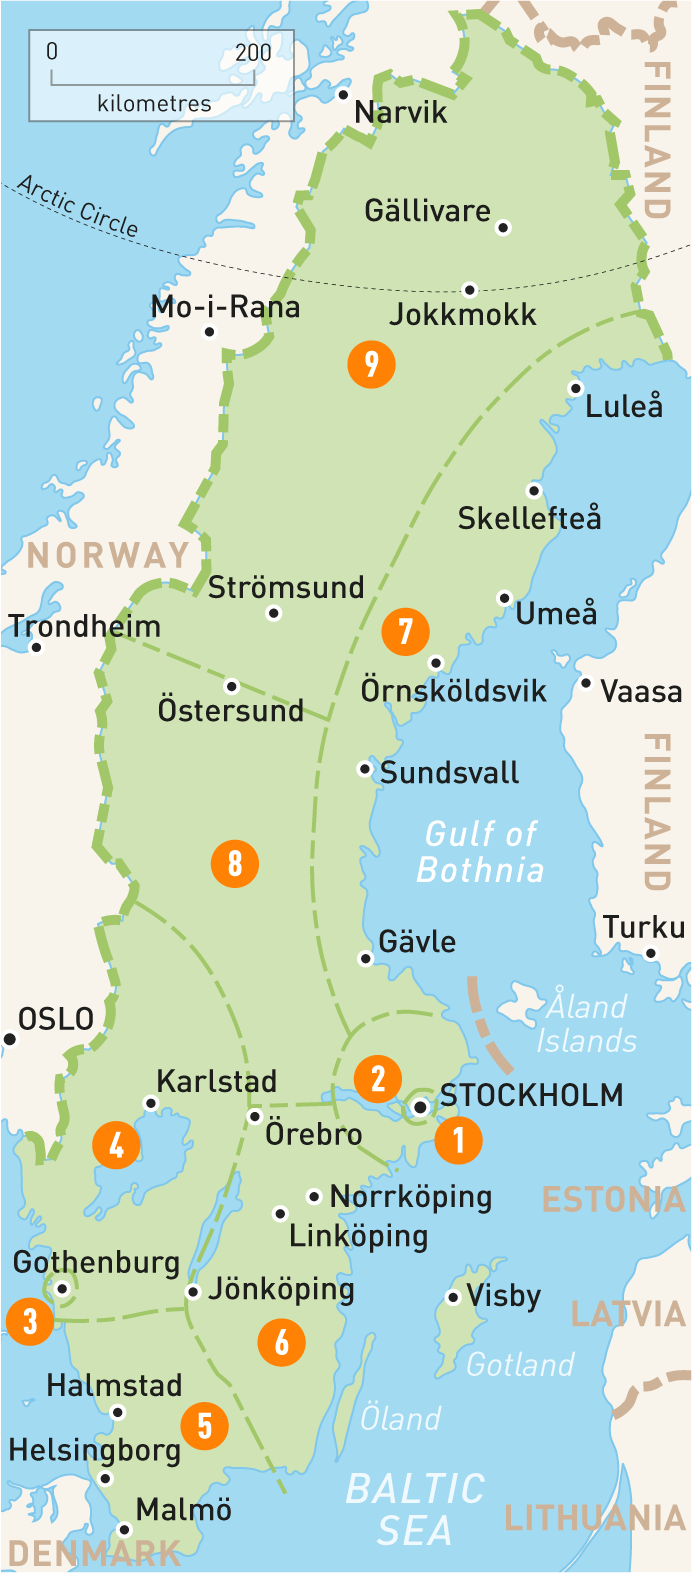 0 200
kilometres
FINLAND
Narvik
Arctic Circle
Gällivare
Mo-i-Rana
Jokkmokk
9
Luleå
Skellefteå
NORWAY
Strömsund
Umeå
Trondheim
7
Örnsköldsvik
Vaasa
Östersund
FINLAND
Sundsvall
Gulf of
Bothnia
8
Turku
Gävle
Åland
Islands
OSLO
2
Karlstad
STOCKHOLM
Örebro
4
1
Norrköping
ESTONIA
Linköping
Gothenburg
Jönköping
Visby
LATVIA
3
6
Gotland
Halmstad
Öland
5
Helsingborg
BALTIC
SEA
Malmö
LITHUANIA
DENMARK